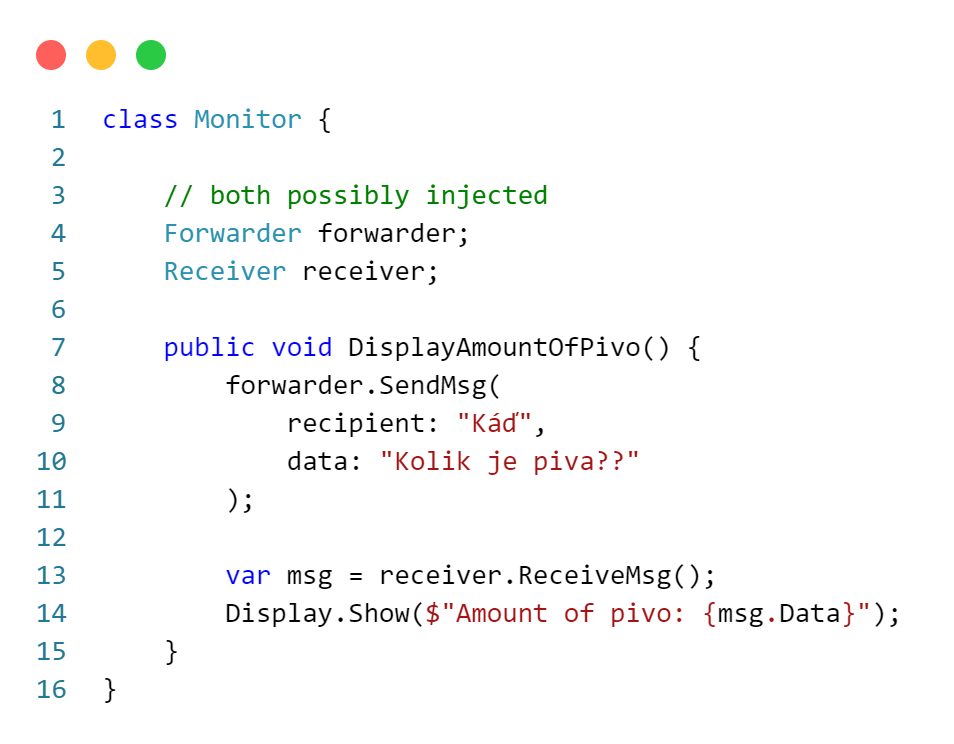 1 class Monitor {
2
3     // both possibly injected
4     Forwarder forwarder;
5     Receiver receiver;
6
7     public void DisplayAmountOfPivo() {
8         forwarder.SendMsg(
9             recipient: "Káď",
10             data: "Kolik je piva??"
11         );
12
13         var msg = receiver.ReceiveMsg();
14         Display.Show($"Amount of pivo: {msg.Data}");
15     }
16 }